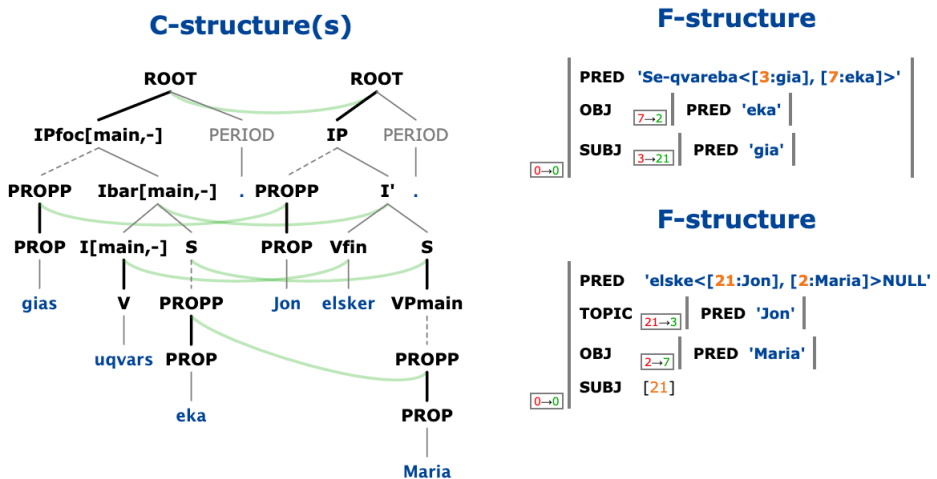 C-structure(s)
ROOT ROOT
IPfoc[main,-] PERIOD IP PERIOD
PROPP Ibar[main,-] . PROPP I' .
PROP I[main,-] S PROP Vfin S
gias V PROPP Jon elsker VPmain
uqvars PROP PROPP
eka PROP
Maria
F-structure
PRED 'Se-qvareba<[3:gia], [7:eka]>'
OBJ 7→2 PRED 'eka'
SUBJ 3→21 PRED 'gia'
0→0
F-structure
PRED 'elske<[21:Jon], [2:Maria]>NULL'
TOPIC 21→3 PRED 'Jon'
OBJ 2→7 PRED 'Maria'
SUBJ [21]
0→0